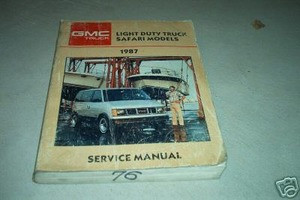 GMC
TRUCK
LIGHT DUTY TRUCK
SAFARI MODELS
1987
SERVICE MANUAL
76